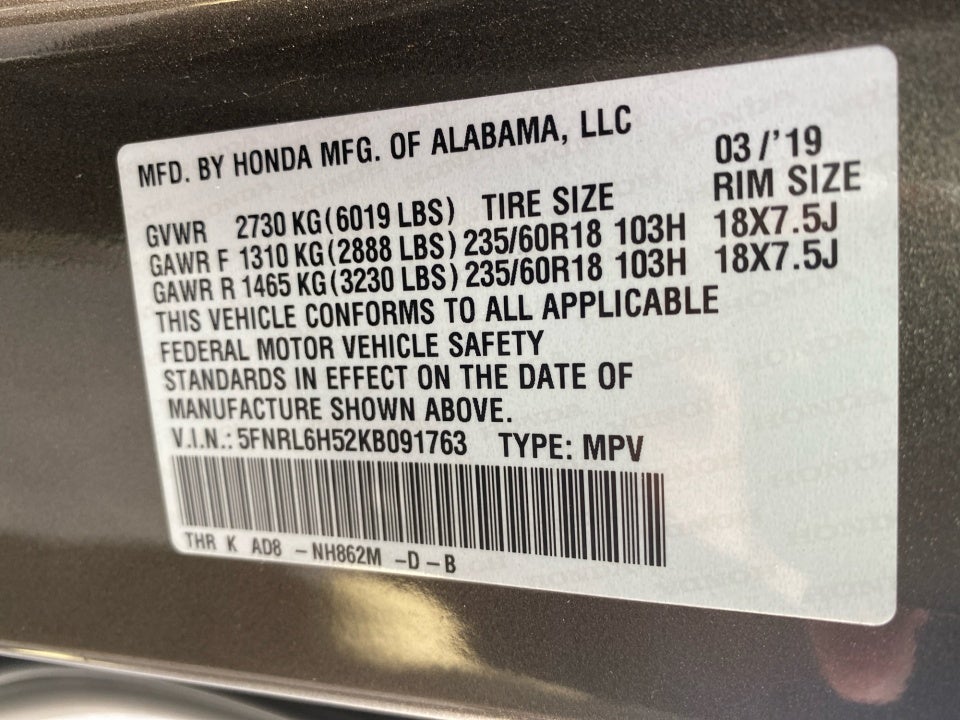 MFD. BY HONDA MFG. OF ALABAMA, LLC 03/'19
GVWR 2730 KG(6019 LBS) TIRE SIZE RIM SIZE
GAWR F 1310 KG(2888 LBS) 235/60R18 103H 18X7.5J
GAWR R 1465 KG(3230 LBS) 235/60R18 103H 18X7.5J
THIS VEHICLE CONFORMS TO ALL APPLICABLE
FEDERAL MOTOR VEHICLE SAFETY
STANDARDS IN EFFECT ON THE DATE OF
MANUFACTURE SHOWN ABOVE.
V.I.N.: 5FNRL6H52KB091763 TYPE: MPV
THR K AD8 -NH862M -D-B